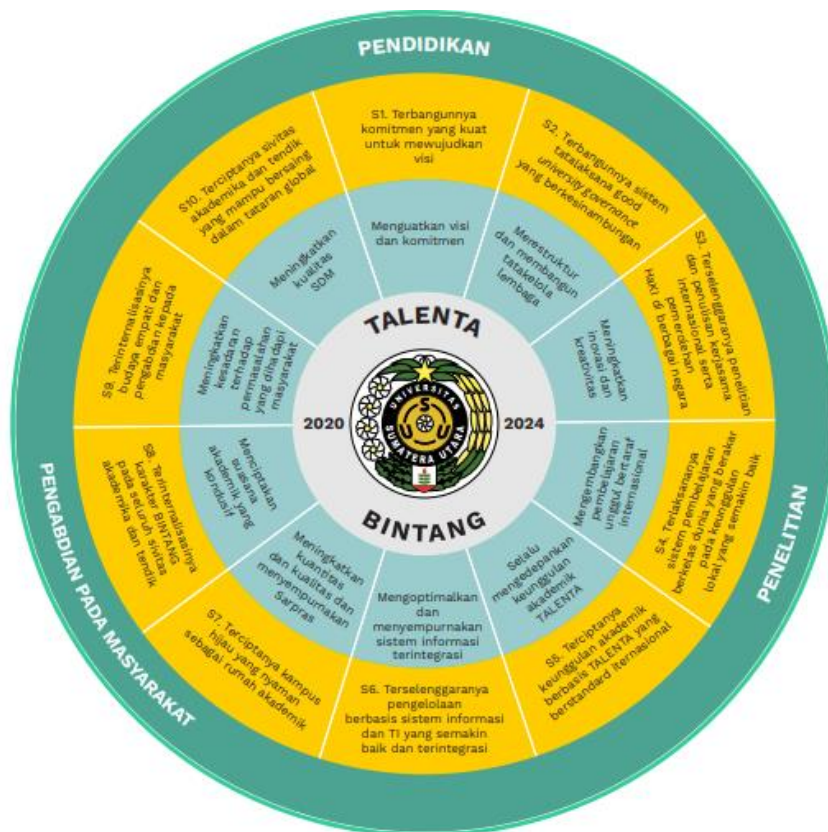 PENDIDIKAN
S1. Terbangunnya
komitmen yang kuat
untuk mewujudkan
visi
S2. Terbangunnya sistem
tatalaksana good
university governance
yang berkesinambungan
S3. Terselenggaranya penelitian
dan penulisan kerjasama
internasional serta
pemerolehan
HaKI di berbagai negara
S4. Terlaksananya
sistem pembelajaran
berkelas dunia yang berakar
pada keunggulan
lokal yang semakin baik
S5. Terciptanya
keunggulan akademik
berbasis TALENTA yang
berstandard iternasional
S6. Terselenggaranya
pengelolaan
berbasis sistem informasi
dan TI yang semakin
baik dan terintegrasi
S7. Terciptanya kampus
hijau yang nyaman
sebagai rumah akademik
S8. Terinternalisasinya
karakter BINTANG
pada seluruh sivitas
akademika dan tendik
S9. Terinternalisasinya
budaya empati dan
pengabdian kepada
masyarakat
S10. Terciptanya sivitas
akademika dan tendik
yang mampu bersaing
dalam tataran global
Menguatkan visi
dan komitmen
Merestruktur
dan membangun
tatakelola
lembaga
Meningkatkan
inovasi dan
kreativitas
Mengembangkan
pembelajaran
unggul bertaraf
internasional
Selalu
mengedepankan
keunggulan
akademik
TALENTA
Mengoptimalkan
dan
menyempurnakan
sistem informasi
terintegrasi
Meningkatkan
kuantitas
dan kualitas dan
menyempurnakan
Sarpras
Menciptakan
suasana
akademik yang
kondusif
Meningkatkan
kesadaran
terhadap
permasalahan
yang dihadapi
masyarakat
Meningkatkan
kualitas
SDM
TALENTA
2020
UNIVERSITAS
SUMATERA UTARA
U S U
2024
BINTANG
PENELITIAN
PENGABDIAN PADA MASYARAKAT